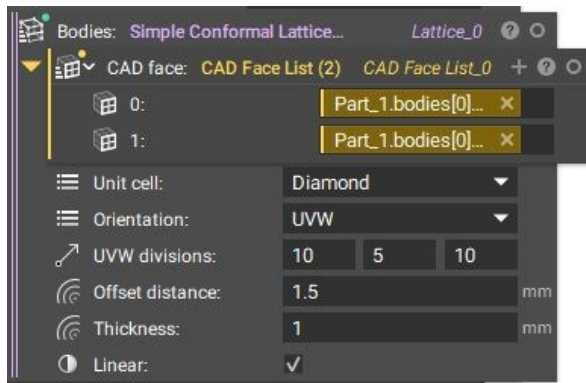 Bodies: Simple Conformal Lattice... Lattice_0
CAD face: CAD Face List (2) CAD Face List_0
0: Part_1.bodies[0]...
1: Part_1.bodies[0]...
Unit cell: Diamond
Orientation: UVW
UVW divisions: 10 5 10
Offset distance: 1.5 mm
Thickness: 1 mm
Linear: